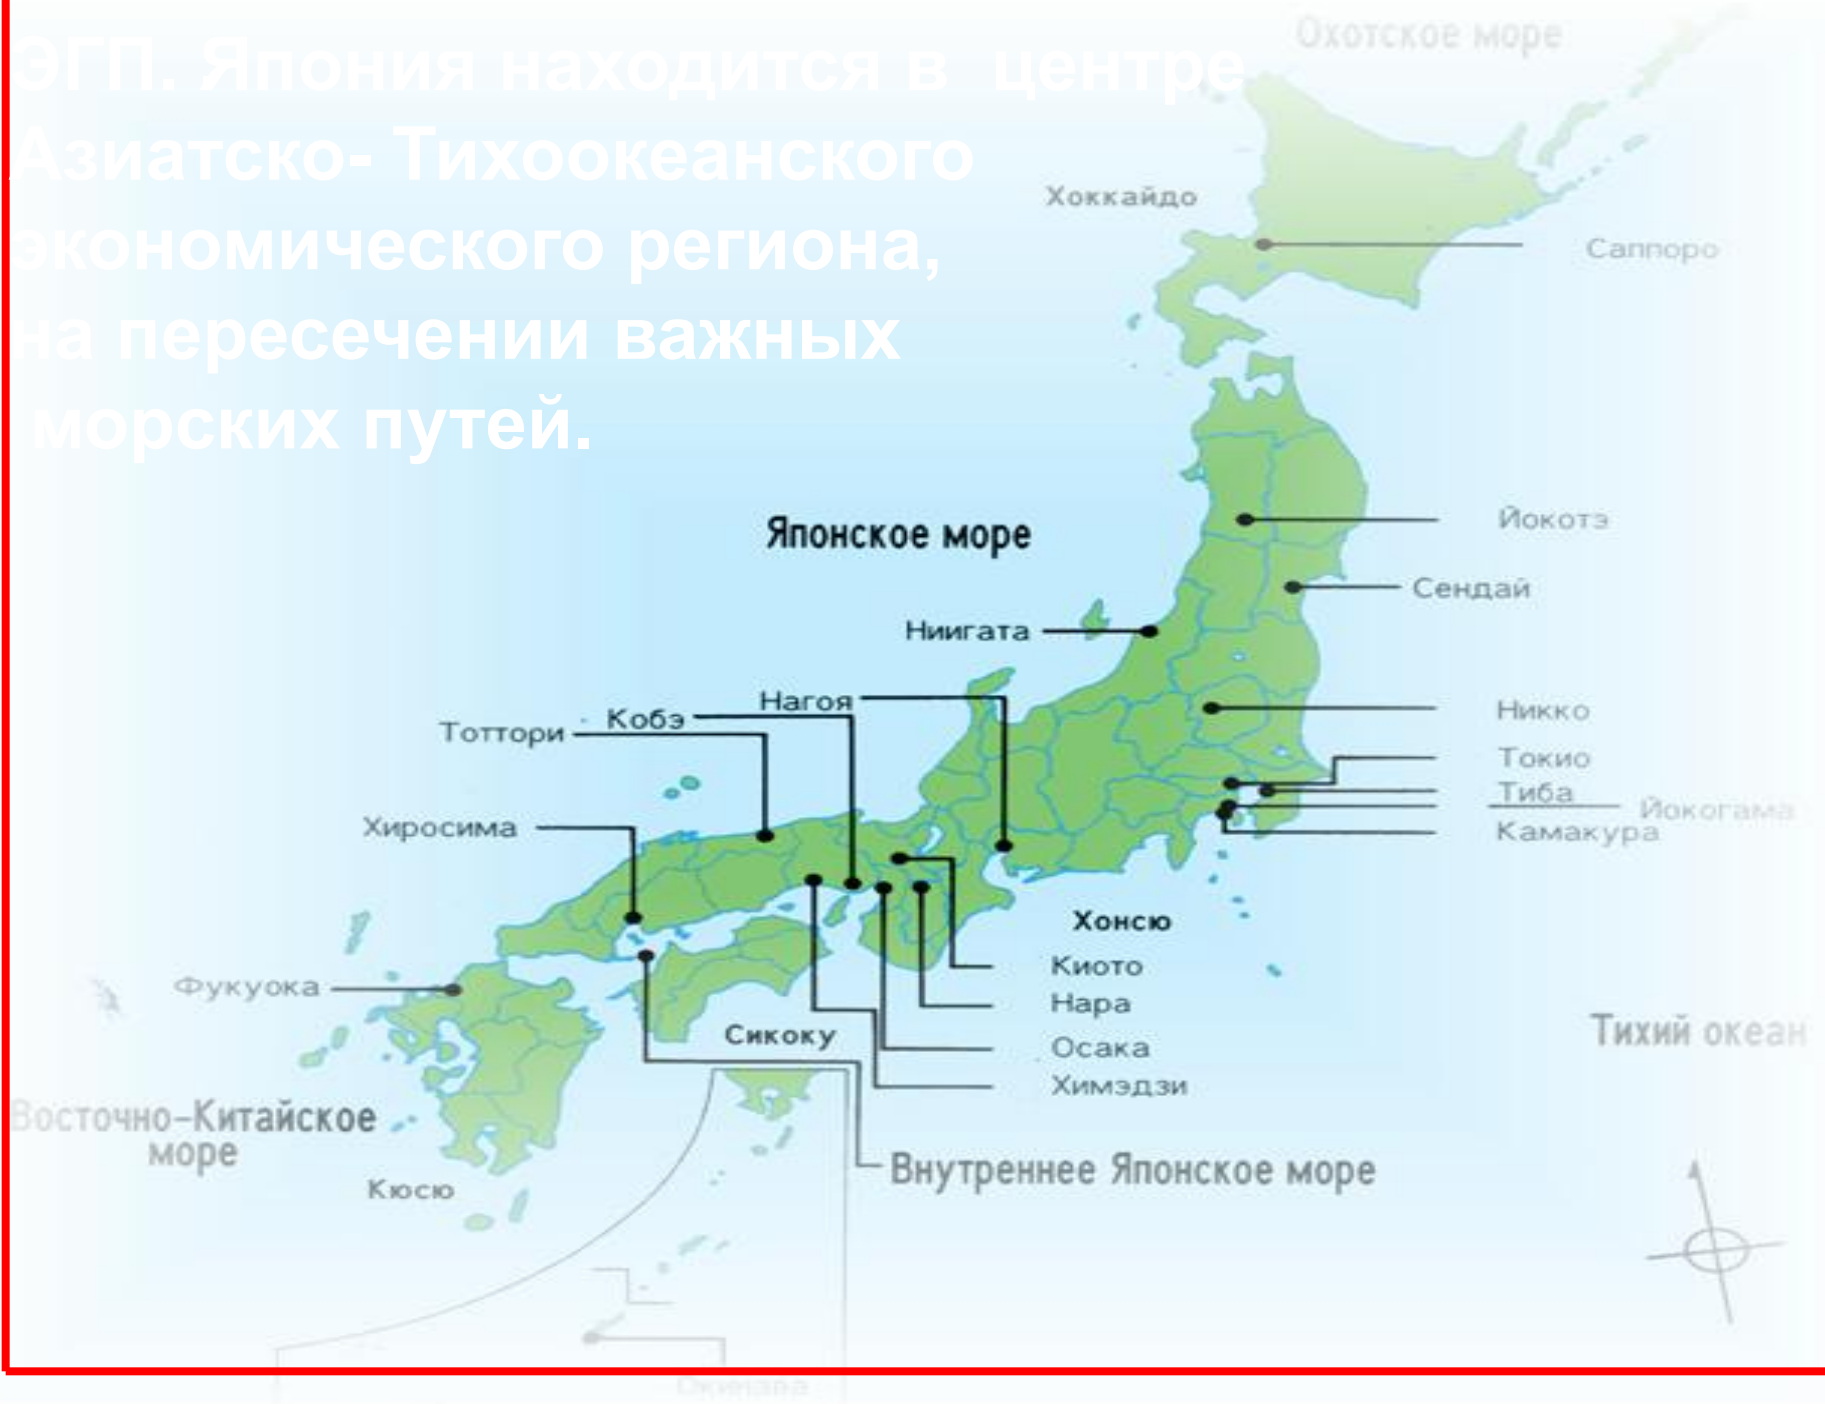 ЭГП. Япония находится в центре
Азиатско- Тихоокеанского
экономического региона,
на пересечении важных
морских путей.
Охотское море
Хоккайдо
Саппоро
Японское море
Йокотэ
Сендай
Ниигата
Нагоя
Кобэ
Тоттори
Никко
Токио
Тиба
Йокогама
Камакура
Хиросима
Хонсю
Киото
Фукуока
Нара
Сикоку
Осака
Тихий океан
Химэдзи
Восточно-Китайское
море
Внутреннее Японское море
Кюсю
Окинава